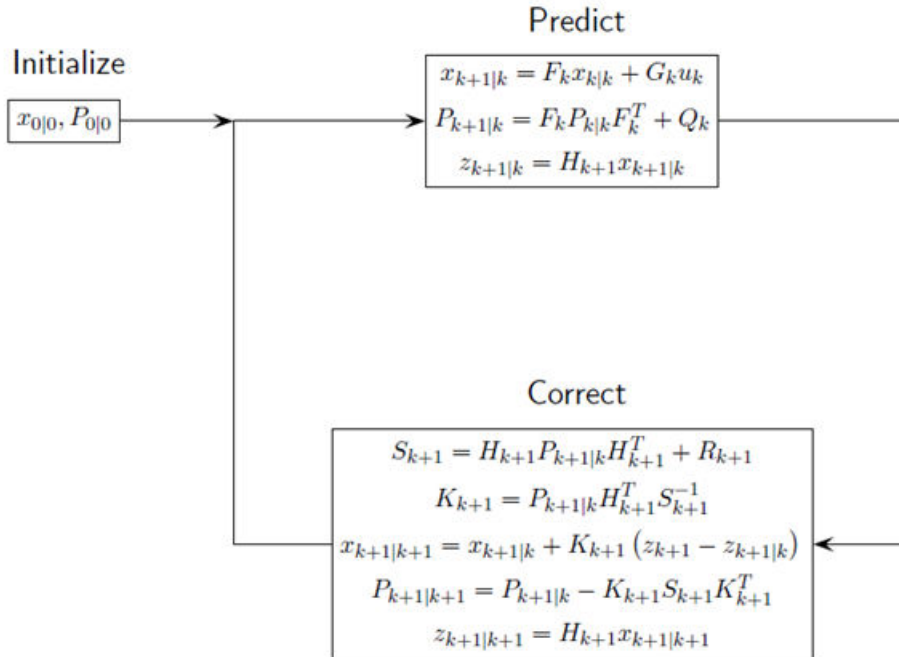 Predict
Initialize
$x_{0|0}, P_{0|0}$
$x_{k+1|k} = F_k x_{k|k} + G_k u_k$
$P_{k+1|k} = F_k P_{k|k} F_k^T + Q_k$
$z_{k+1|k} = H_{k+1} x_{k+1|k}$
Correct
$S_{k+1} = H_{k+1} P_{k+1|k} H_{k+1}^T + R_{k+1}$
$K_{k+1} = P_{k+1|k} H_{k+1}^T S_{k+1}^{-1}$
$x_{k+1|k+1} = x_{k+1|k} + K_{k+1} \left( z_{k+1} - z_{k+1|k} \right)$
$P_{k+1|k+1} = P_{k+1|k} - K_{k+1} S_{k+1} K_{k+1}^T$
$z_{k+1|k+1} = H_{k+1} x_{k+1|k+1}$